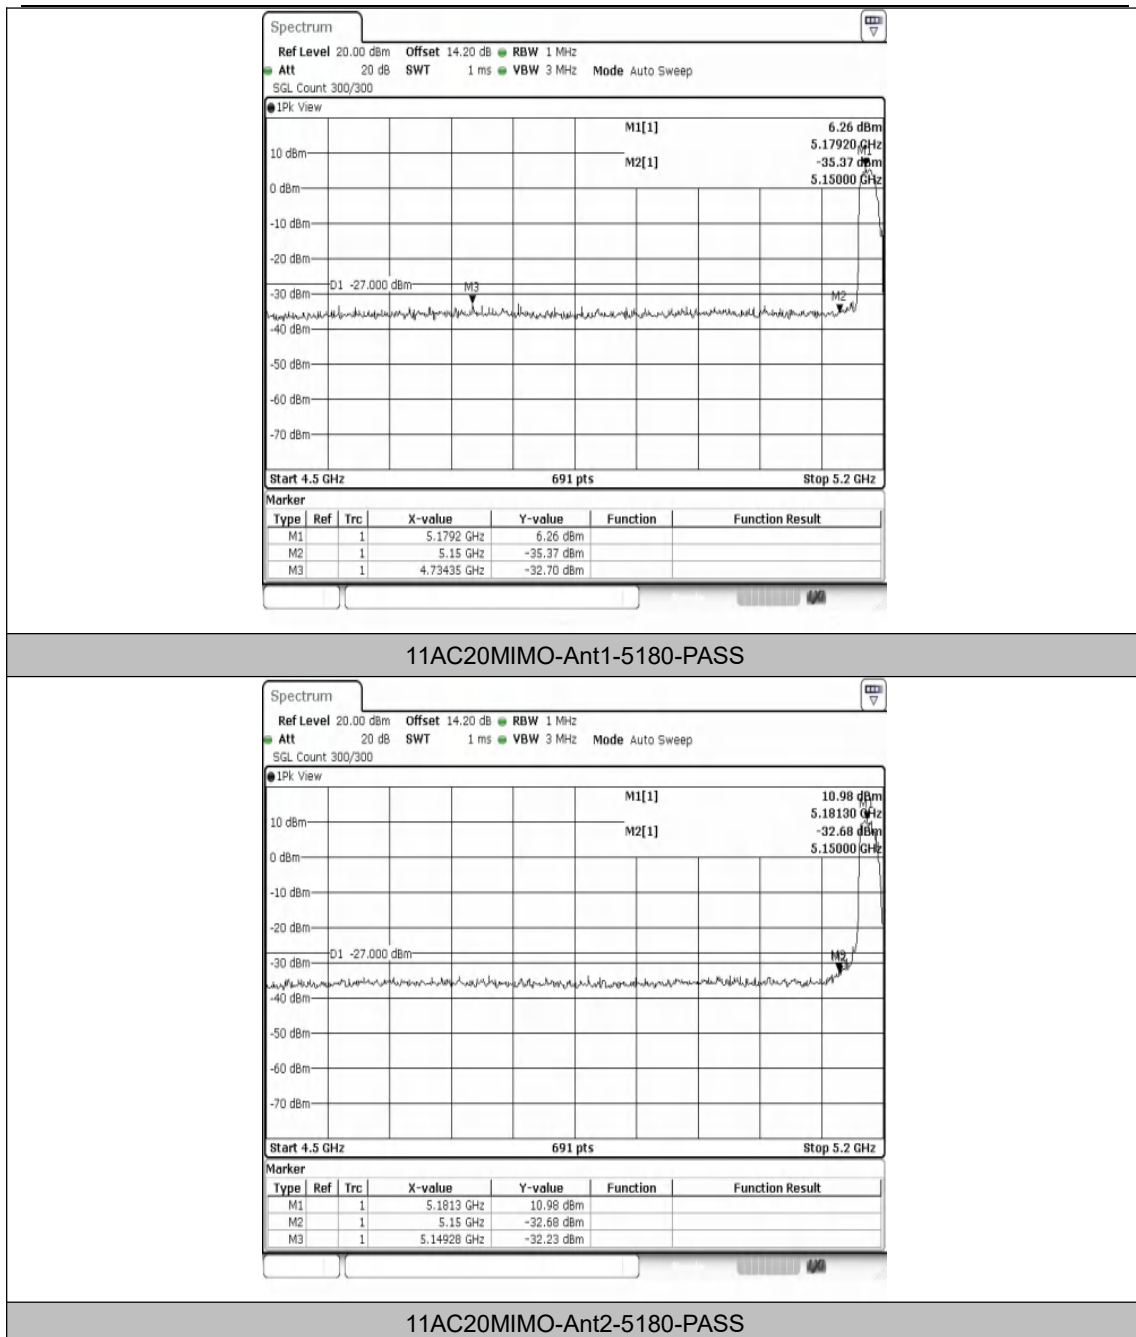 Spectrum
Ref Level 20.00 dBm Offset 14.20 dB RBW 1 MHz
Att 20 dB SWT 1 ms VBW 3 MHz Mode Auto Sweep
SGL Count 300/300
1Pk View
M1[1] 6.26 dBm
5.17920 GHz
M1
10 dBm
M2[1] -35.37 dBm
5.15000 GHz
0 dBm
-10 dBm
-20 dBm
D1 -27.000 dBm
M3
-30 dBm
M2
-40 dBm
-50 dBm
-60 dBm
-70 dBm
Start 4.5 GHz 691 pts Stop 5.2 GHz
Marker
Type Ref Trc X-value Y-value Function Function Result
M1 1 5.1792 GHz 6.26 dBm
M2 1 5.15 GHz -35.37 dBm
M3 1 4.73435 GHz -32.70 dBm
11AC20MIMO-Ant1-5180-PASS
Spectrum
Ref Level 20.00 dBm Offset 14.20 dB RBW 1 MHz
Att 20 dB SWT 1 ms VBW 3 MHz Mode Auto Sweep
SGL Count 300/300
1Pk View
M1[1] 10.98 dBm
M1
5.18130 GHz
10 dBm
M2[1] -32.68 dBm
5.15000 GHz
0 dBm
-10 dBm
-20 dBm
D1 -27.000 dBm
M2
-30 dBm
-40 dBm
-50 dBm
-60 dBm
-70 dBm
Start 4.5 GHz 691 pts Stop 5.2 GHz
Marker
Type Ref Trc X-value Y-value Function Function Result
M1 1 5.1813 GHz 10.98 dBm
M2 1 5.15 GHz -32.68 dBm
M3 1 5.14928 GHz -32.23 dBm
11AC20MIMO-Ant2-5180-PASS